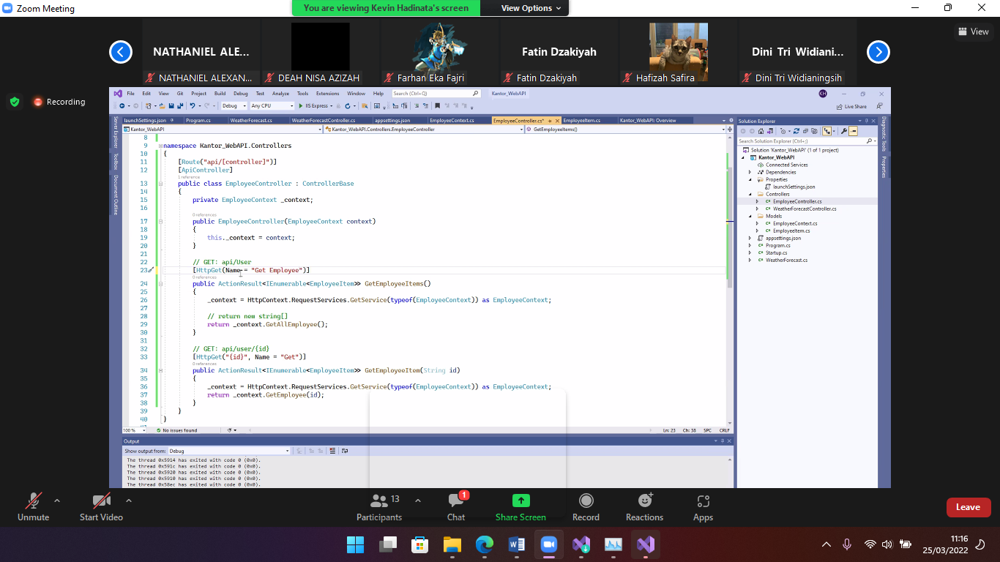 Zoom Meeting
You are viewing Kevin Hadinata's screen
View Options
NATHANIEL ALE...
Fatin Dzakiyah
Dini Tri Widiani...
View
NATHANIEL ALEXAN...
DEAH NISA AZIZAH
Farhan Eka Fajri
Fatin Dzakiyah
Hafizah Safira
Dini Tri Widianingsih
Recording
File Edit View Git Project Build Debug Test Analyze Tools Extensions Window Help Search (Ctrl+Q) Kantor_WebAPI KH
Debug Any CPU IIS Express Live Share
launchSettings.json Program.cs WeatherForecast.cs WeatherForecastController.cs appsettings.json EmployeeContext.cs EmployeeController.cs* EmployeeItem.cs Kantor_WebAPI: Overview
Kantor_WebAPI Kantor_WebAPI.Controllers.EmployeeController GetEmployeeItems()
Server Explorer
Toolbox
Document Outline
8
9 namespace Kantor_WebAPI.Controllers
10 {
11 [Route("api/[controller]")]
12 [ApiController]
1 reference
13 public class EmployeeController : ControllerBase
14 {
15 private EmployeeContext _context;
16
0 references
17 public EmployeeController(EmployeeContext context)
18 {
19 this._context = context;
20 }
21
22 // GET: api/User
23 [HttpGet(Name = "Get Employee")]
0 references
24 public ActionResult<IEnumerable<EmployeeItem>> GetEmployeeItems()
25 {
26 _context = HttpContext.RequestServices.GetService(typeof(EmployeeContext)) as EmployeeContext;
27
28 // return new string[]
29 return _context.GetAllEmployee();
30 }
31
32 // GET: api/user/{id}
33 [HttpGet("{id}", Name = "Get")]
0 references
34 public ActionResult<IEnumerable<EmployeeItem>> GetEmployeeItem(String id)
35 {
36 _context = HttpContext.RequestServices.GetService(typeof(EmployeeContext)) as EmployeeContext;
37 return _context.GetEmployee(id);
38 }
39 }
40 }
100 % No issues found Ln: 23 Ch: 38 SPC CRLF
Output
Show output from: Debug
The thread 0x5914 has exited with code 0 (0x0).
The thread 0x591c has exited with code 0 (0x0).
The thread 0x5920 has exited with code 0 (0x0).
The thread 0x5910 has exited with code 0 (0x0).
The thread 0x58ec has exited with code 0 (0x0).
Solution Explorer
Search Solution Explorer (Ctrl+;)
Solution 'Kantor_WebAPI' (1 of 1 project)
Kantor_WebAPI
Connected Services
Dependencies
Properties
launchSettings.json
Controllers
EmployeeController.cs
WeatherForecastController.cs
Models
EmployeeContext.cs
EmployeeItem.cs
appsettings.json
Program.cs
Startup.cs
WeatherForecast.cs
Diagnostic Tools
Properties
Unmute
Start Video
Participants 13
Chat 1
Share Screen
Record
Reactions
Apps
Leave
11:16
25/03/2022